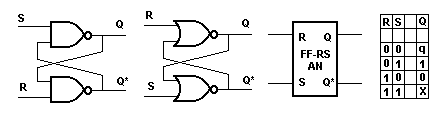 S Q
R Q*
R Q
S Q*
R Q
FF-RS
AN
S Q*
R S Q
0 0 q
0 1 1
1 0 0
1 1 X